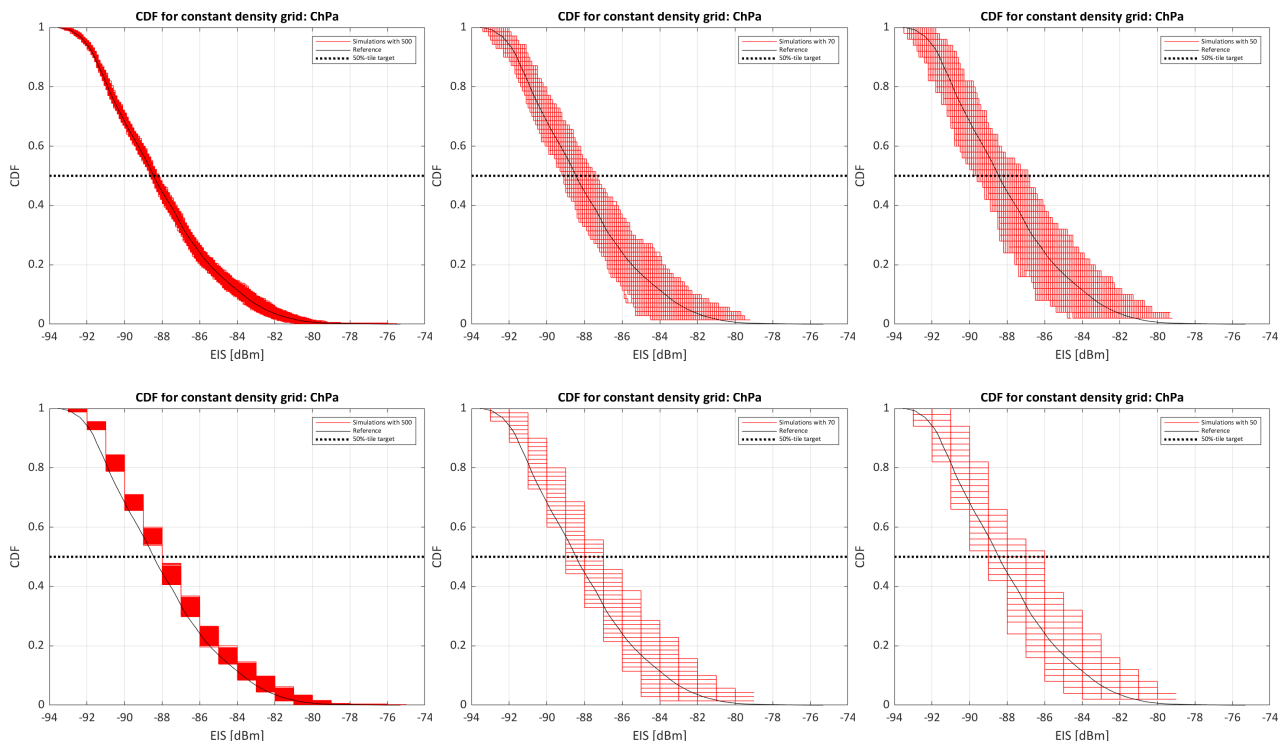 CDF for constant density grid: ChPa
CDF for constant density grid: ChPa
CDF for constant density grid: ChPa
Simulations with 500
Reference
50%-tile target
Simulations with 70
Reference
50%-tile target
Simulations with 50
Reference
50%-tile target
1
0.8
0.6
0.4
0.2
0
CDF
-94 -92 -90 -88 -86 -84 -82 -80 -78 -76 -74
EIS [dBm]
1
0.8
0.6
0.4
0.2
0
CDF
-94 -92 -90 -88 -86 -84 -82 -80 -78 -76 -74
EIS [dBm]
1
0.8
0.6
0.4
0.2
0
CDF
-94 -92 -90 -88 -86 -84 -82 -80 -78 -76 -74
EIS [dBm]
CDF for constant density grid: ChPa
CDF for constant density grid: ChPa
CDF for constant density grid: ChPa
Simulations with 500
Reference
50%-tile target
Simulations with 70
Reference
50%-tile target
Simulations with 50
Reference
50%-tile target
1
0.8
0.6
0.4
0.2
0
CDF
-94 -92 -90 -88 -86 -84 -82 -80 -78 -76 -74
EIS [dBm]
1
0.8
0.6
0.4
0.2
0
CDF
-94 -92 -90 -88 -86 -84 -82 -80 -78 -76 -74
EIS [dBm]
1
0.8
0.6
0.4
0.2
0
CDF
-94 -92 -90 -88 -86 -84 -82 -80 -78 -76 -74
EIS [dBm]